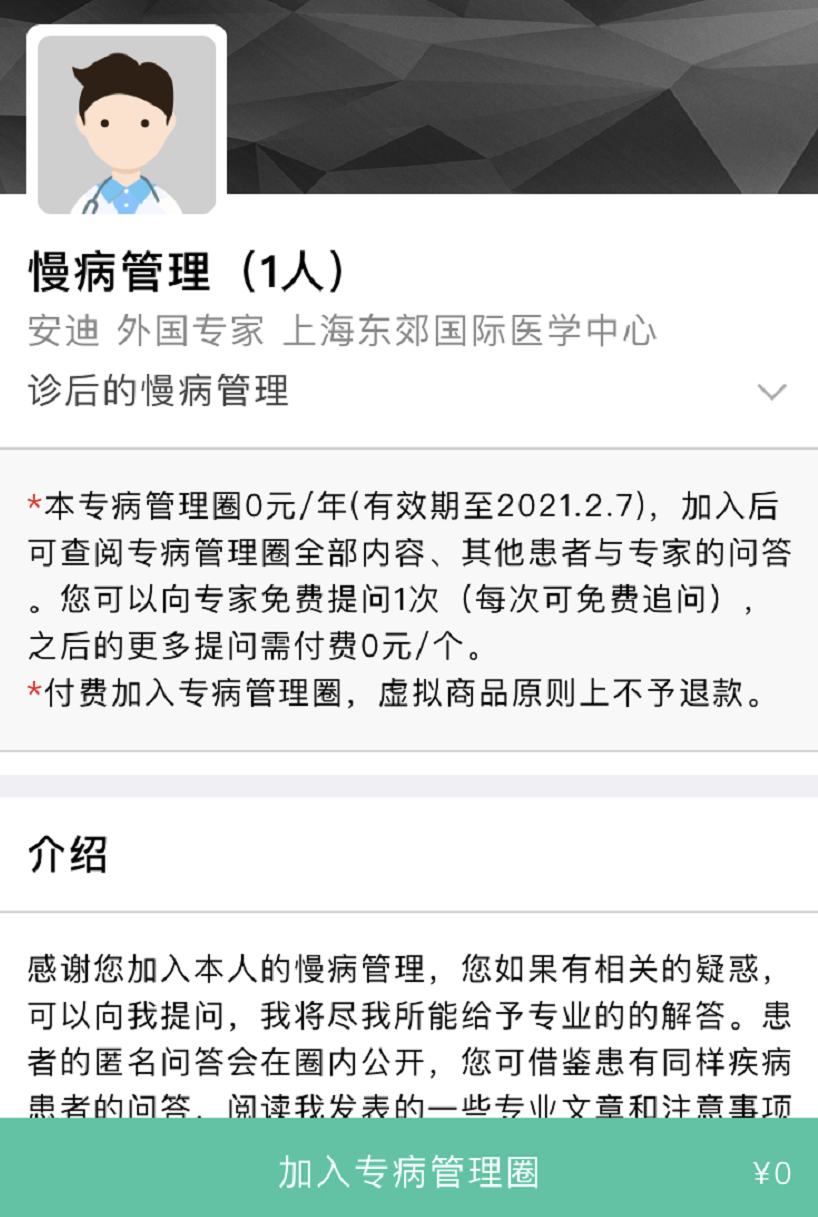 慢病管理（1人）
安迪 外国专家 上海东郊国际医学中心
诊后的慢病管理
*本专病管理圈0元/年(有效期至2021.2.7)，加入后
可查阅专病管理圈全部内容、其他患者与专家的问答
。您可以向专家免费提问1次（每次可免费追问），
之后的更多提问需付费0元/个。
*付费加入专病管理圈，虚拟商品原则上不予退款。
介绍
感谢您加入本人的慢病管理，您如果有相关的疑惑，
可以向我提问，我将尽我所能给予专业的的解答。患
者的匿名问答会在圈内公开，您可借鉴患有同样疾病
患者的问答，阅读我发表的一些专业文章和注意事项
加入专病管理圈 ¥0